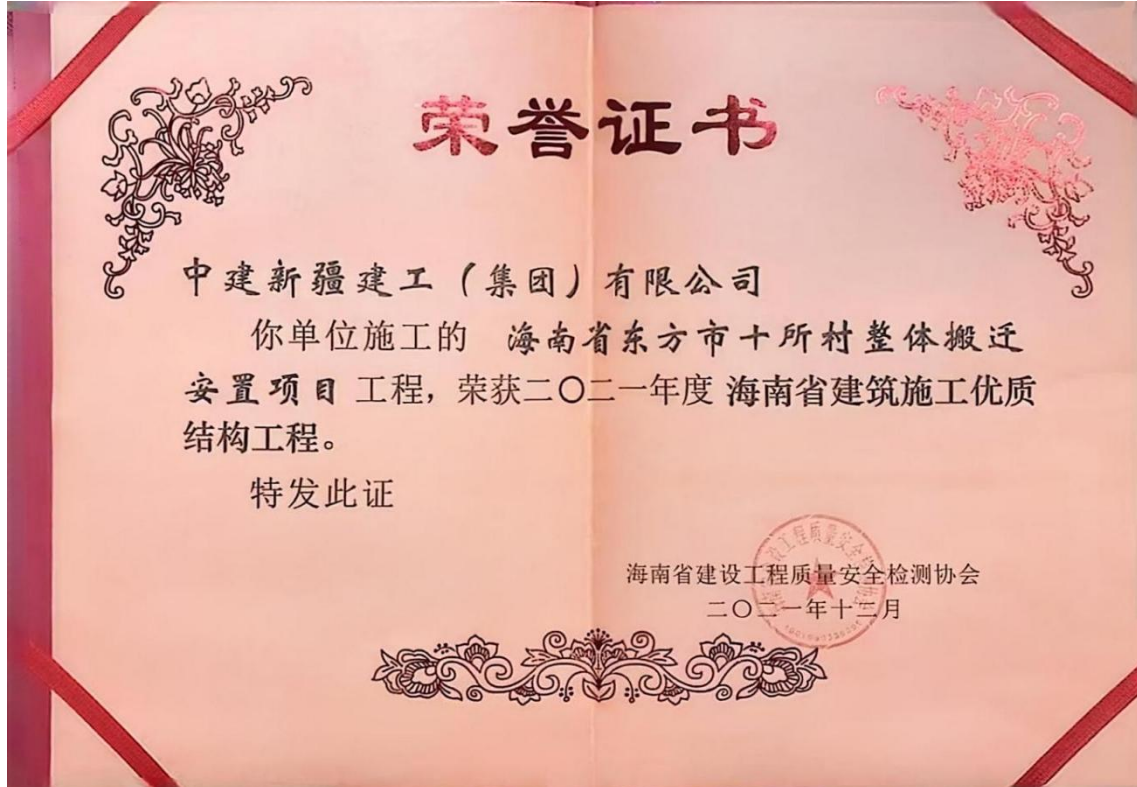 荣誉证书
中建新疆建工（集团）有限公司
你单位施工的 海南省东方市十所村整体搬迁
安置项目 工程，荣获二〇二一年度 海南省建筑施工优质
结构工程。
特发此证
海南省建设工程质量安全检测协会
二〇二一年十二月